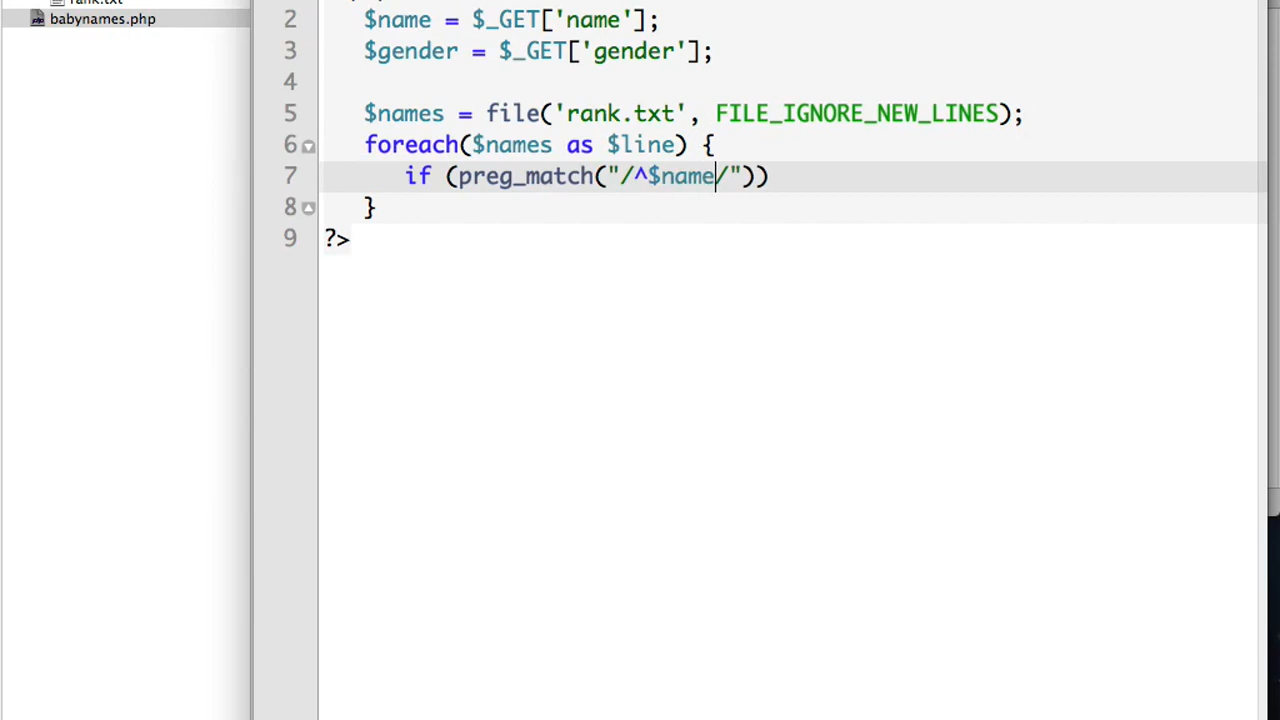 rank.txt
babynames.php
2 $name = $_GET['name'];
3 $gender = $_GET['gender'];
4
5 $names = file('rank.txt', FILE_IGNORE_NEW_LINES);
6 foreach($names as $line) {
7 if (preg_match("/^$name/"))
8 }
9 ?>